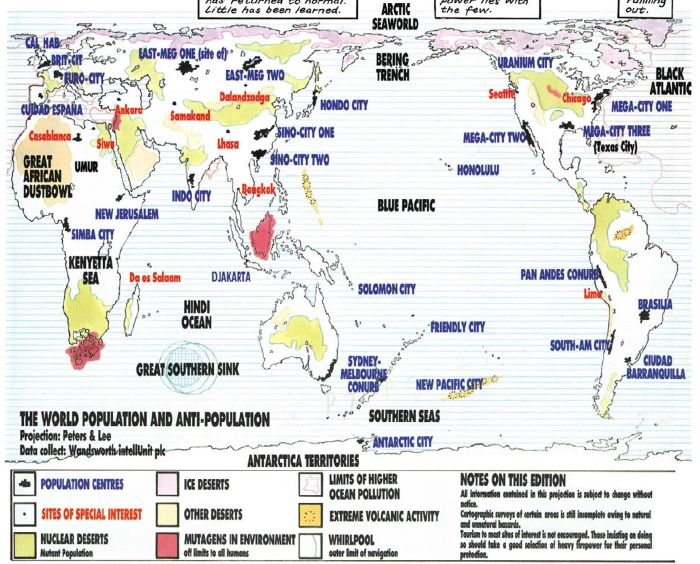 has returned to normal.
Little has been learned.
power lies with
the few.
running
out.
ARCTIC
SEAWORLD
CAL HAB
BRIT-CIT
EURO-CITY
EAST-MEG ONE (site of)
EAST-MEG TWO
BERING
TRENCH
URANIUM CITY
BLACK
ATLANTIC
CUIDAD ESPAÑA
Ankara
Dalandzadga
Samakand
HONDO CITY
Seattle
Chicago
MEGA-CITY ONE
Casablanca
Siwa
Lhasa
SINO-CITY ONE
SINO-CITY TWO
MEGA-CITY TWO
MEGA-CITY THREE
(Texas City)
GREAT
AFRICAN
DUSTBOWL
UMUR
INDO CITY
Bangkok
HONOLULU
NEW JERUSALEM
BLUE PACIFIC
SIMBA CITY
KENYETTA
SEA
Da es Salaam
DJAKARTA
SOLOMON CITY
PAN ANDES CONURB
Lima
BRASILIA
HINDI
OCEAN
FRIENDLY CITY
SOUTH-AM CITY
GREAT SOUTHERN SINK
SYDNEY-
MELBOURNE
CONURB
NEW PACIFIC CITY
CIUDAD
BARRANQUILLA
THE WORLD POPULATION AND ANTI-POPULATION
Projection: Peters & Lee
Data collect: Wandsworth intellUnit plc
SOUTHERN SEAS
ANTARCTIC CITY
ANTARCTICA TERRITORIES
POPULATION CENTRES
SITES OF SPECIAL INTEREST
NUCLEAR DESERTS
Mutant Population
ICE DESERTS
OTHER DESERTS
MUTAGENS IN ENVIRONMENT
off limits to all humans
LIMITS OF HIGHER
OCEAN POLLUTION
EXTREME VOLCANIC ACTIVITY
WHIRLPOOL
outer limit of navigation
NOTES ON THIS EDITION
All information contained in this projection is subject to change without
notice.
Cartographic surveys of certain areas is still incomplete owing to natural
and unnatural hazards.
Tourism to most sites of interest is not encouraged. Those insisting on doing
so should take a good selection of heavy firepower for their personal
protection.